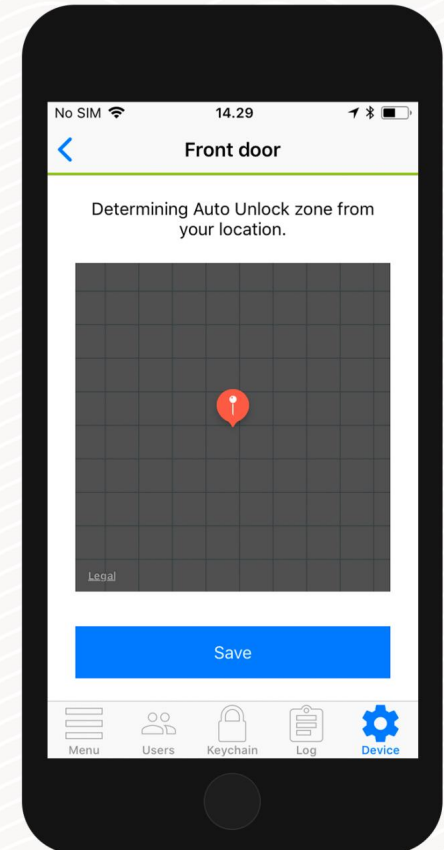 No SIM 14.29
Front door
Determining Auto Unlock zone from
your location.
Legal
Save
Menu Users Keychain Log Device